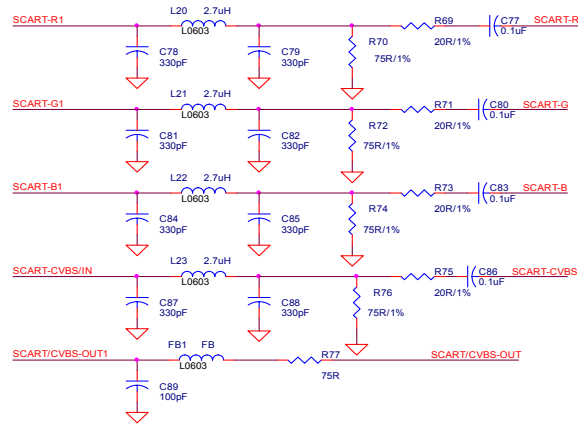 L20 2.7uH
SCART-R1
R69
C77
SCART-R
L0603
C78
330pF
C79
330pF
R70
75R/1%
20R/1%
0.1uF
L21 2.7uH
SCART-G1
R71
C80
SCART-G
L0603
C81
330pF
C82
330pF
R72
75R/1%
20R/1%
0.1uF
L22 2.7uH
SCART-B1
R73
C83
SCART-B
L0603
C84
330pF
C85
330pF
R74
75R/1%
20R/1%
0.1uF
L23 2.7uH
SCART-CVBS/IN
R75
C86
SCART-CVBS
L0603
C87
330pF
C88
330pF
R76
75R/1%
20R/1%
0.1uF
FB1 FB
SCART/CVBS-OUT1
R77
SCART/CVBS-OUT
L0603
75R
C89
100pF